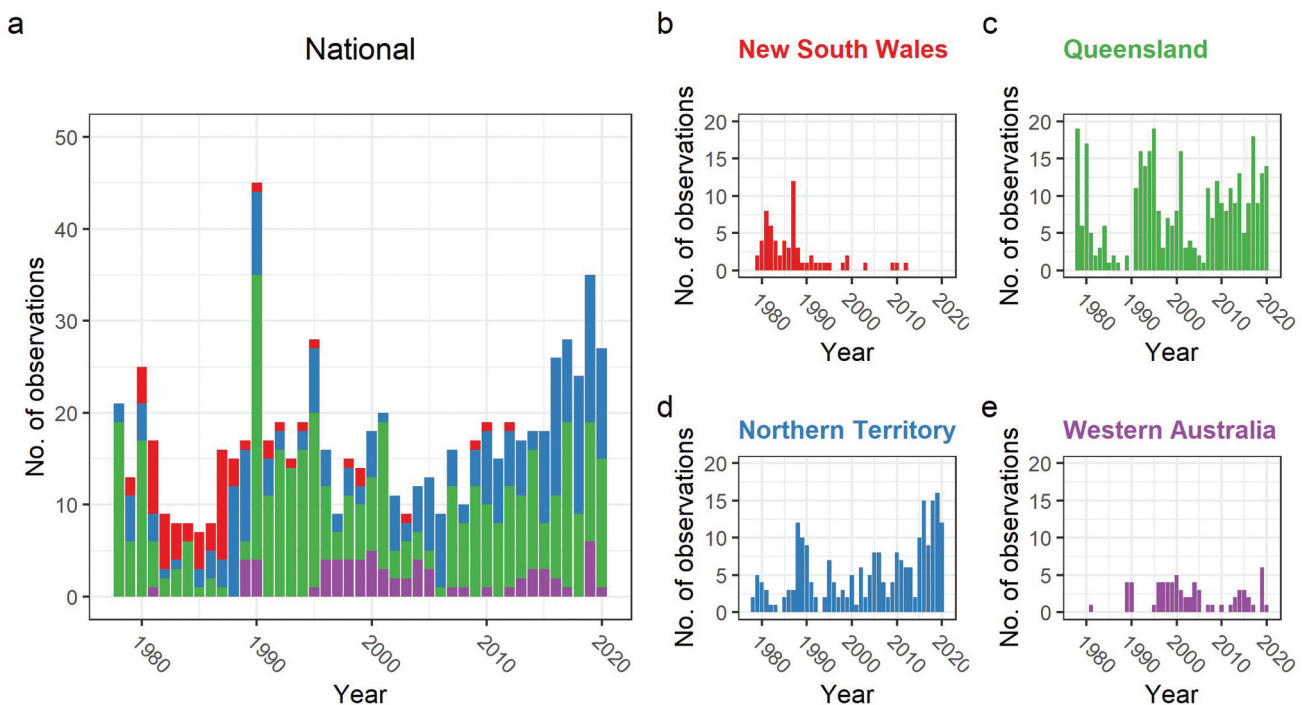 a
National
No. of observations
50
40
30
20
10
0
1980
1990
2000
2010
2020
Year
b
New South Wales
No. of observations
20
15
10
5
0
1980
1990
2000
2010
2020
Year
c
Queensland
No. of observations
20
15
10
5
0
1980
1990
2000
2010
2020
Year
d
Northern Territory
No. of observations
20
15
10
5
0
1980
1990
2000
2010
2020
Year
e
Western Australia
No. of observations
20
15
10
5
0
1980
1990
2000
2010
2020
Year